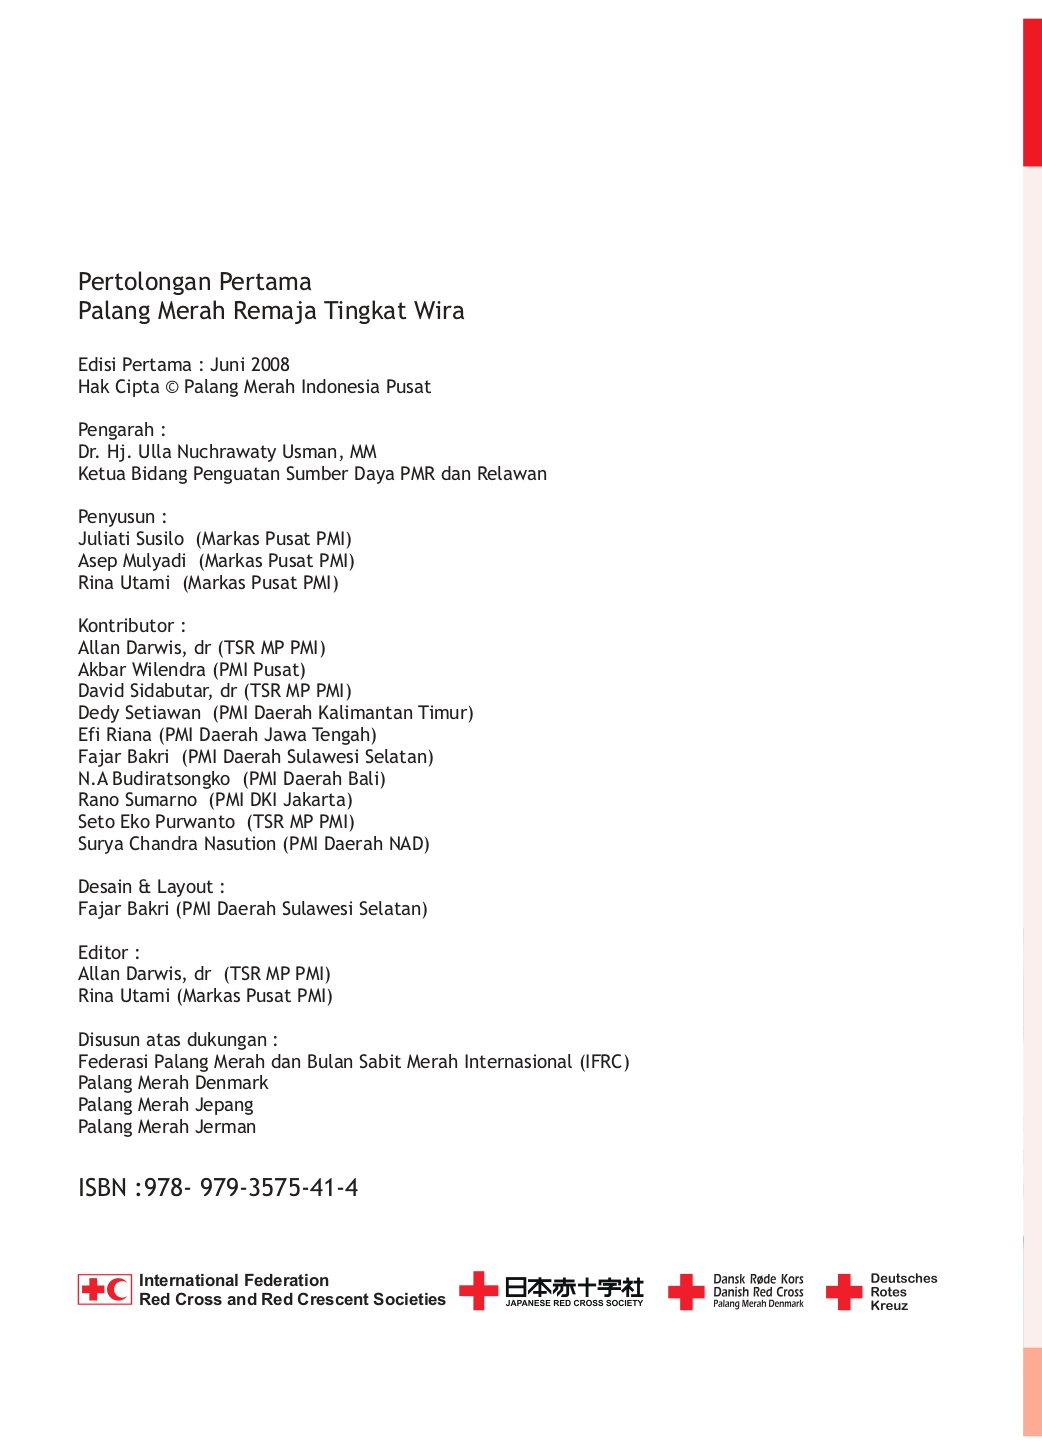 Pertolongan Pertama
Palang Merah Remaja Tingkat Wira
Edisi Pertama : Juni 2008
Hak Cipta © Palang Merah Indonesia Pusat
Pengarah :
Dr. Hj. Ulla Nuchrawaty Usman, MM
Ketua Bidang Penguatan Sumber Daya PMR dan Relawan
Penyusun :
Juliati Susilo (Markas Pusat PMI)
Asep Mulyadi (Markas Pusat PMI)
Rina Utami (Markas Pusat PMI)
Kontributor :
Allan Darwis, dr (TSR MP PMI)
Akbar Wilendra (PMI Pusat)
David Sidabutar, dr (TSR MP PMI)
Dedy Setiawan (PMI Daerah Kalimantan Timur)
Efi Riana (PMI Daerah Jawa Tengah)
Fajar Bakri (PMI Daerah Sulawesi Selatan)
N.A Budiratsongko (PMI Daerah Bali)
Rano Sumarno (PMI DKI Jakarta)
Seto Eko Purwanto (TSR MP PMI)
Surya Chandra Nasution (PMI Daerah NAD)
Desain & Layout :
Fajar Bakri (PMI Daerah Sulawesi Selatan)
Editor :
Allan Darwis, dr (TSR MP PMI)
Rina Utami (Markas Pusat PMI)
Disusun atas dukungan :
Federasi Palang Merah dan Bulan Sabit Merah Internasional (IFRC)
Palang Merah Denmark
Palang Merah Jepang
Palang Merah Jerman
ISBN :978- 979-3575-41-4
International Federation
Red Cross and Red Crescent Societies
日本赤十字社
JAPANESE RED CROSS SOCIETY
Dansk Røde Kors
Danish Red Cross
Palang Merah Denmark
Deutsches
Rotes
Kreuz